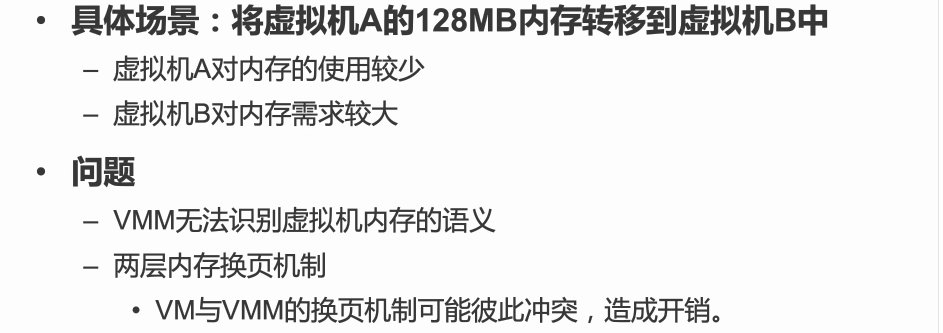 • 具体场景：将虚拟机A的128MB内存转移到虚拟机B中
– 虚拟机A对内存的使用较少
– 虚拟机B对内存需求较大
• 问题
– VMM无法识别虚拟机内存的语义
– 两层内存换页机制
• VM与VMM的换页机制可能彼此冲突，造成开销。